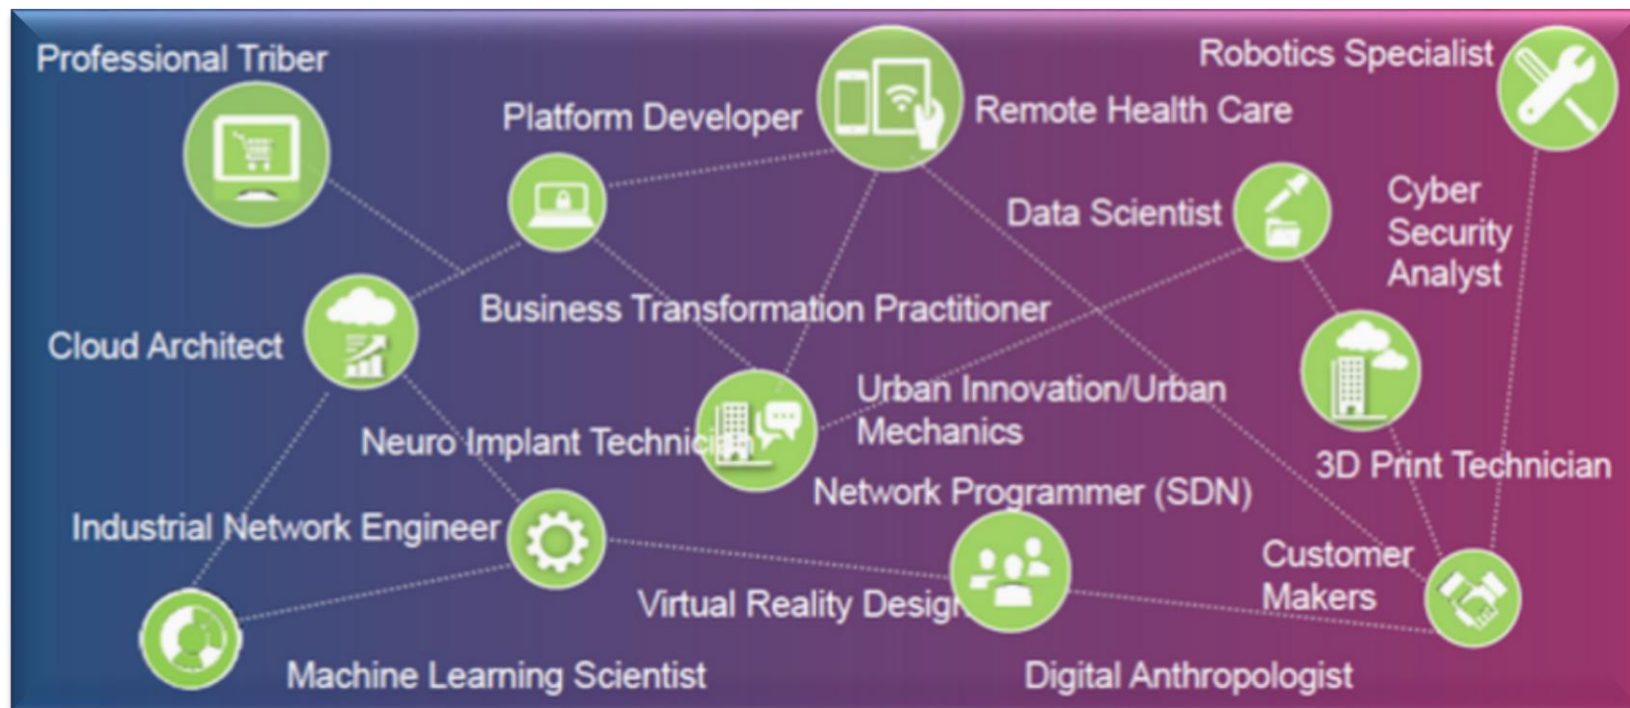 Professional Triber
Robotics Specialist
Platform Developer
Remote Health Care
Data Scientist
Cyber
Security
Analyst
Business Transformation Practitioner
Cloud Architect
Urban Innovation/Urban
Mechanics
Neuro Implant Technician
3D Print Technician
Network Programmer (SDN)
Industrial Network Engineer
Customer
Makers
Virtual Reality Design
Machine Learning Scientist
Digital Anthropologist